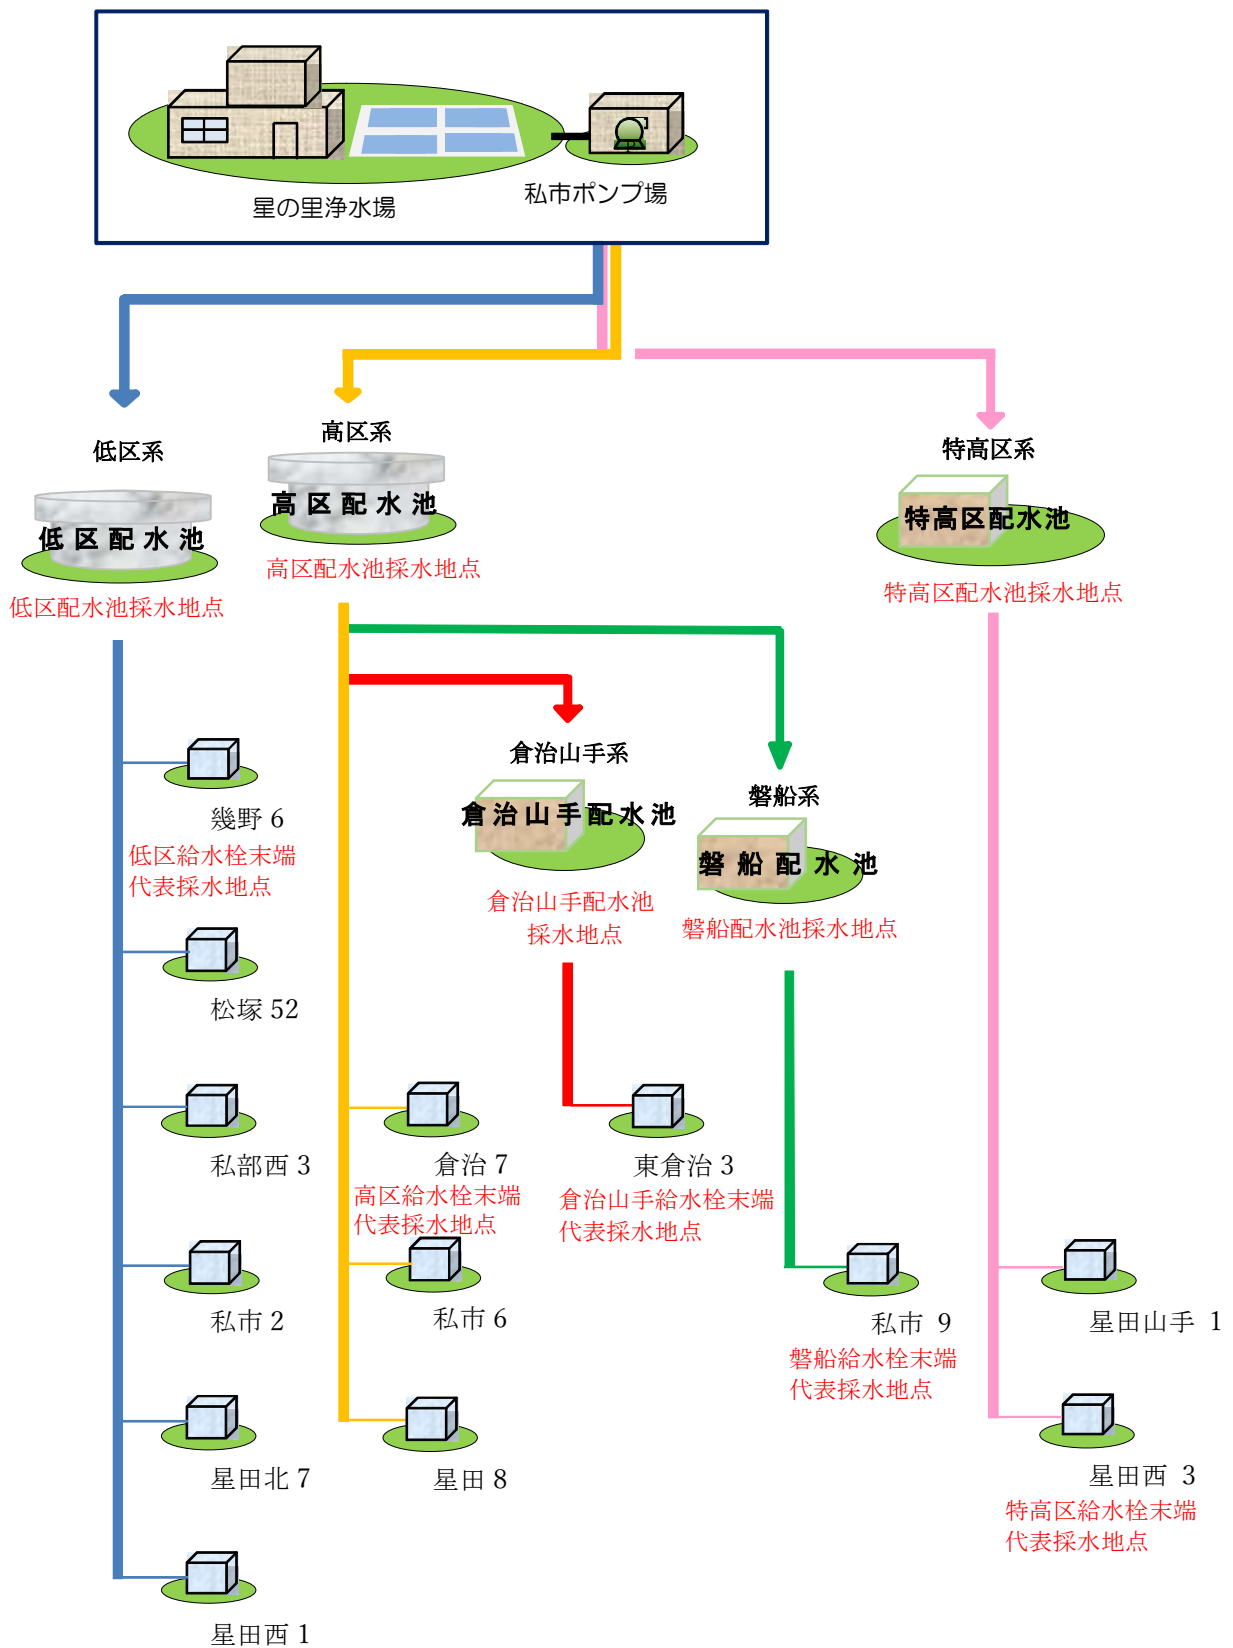 星の里浄水場
私市ポンプ場
低区系
高区系
特高区系
低区配水池
高区配水池
特高区配水池
低区配水池採水地点
高区配水池採水地点
特高区配水池採水地点
倉治山手系
磐船系
倉治山手配水池
磐船配水池
倉治山手配水池
採水地点
磐船配水池採水地点
幾野 6
低区給水栓末端
代表採水地点
松塚 52
私部西 3
私市 2
星田北 7
星田西 1
倉治 7
高区給水栓末端
代表採水地点
私市 6
星田 8
東倉治 3
倉治山手給水栓末端
代表採水地点
私市 9
磐船給水栓末端
代表採水地点
星田山手 1
星田西 3
特高区給水栓末端
代表採水地点